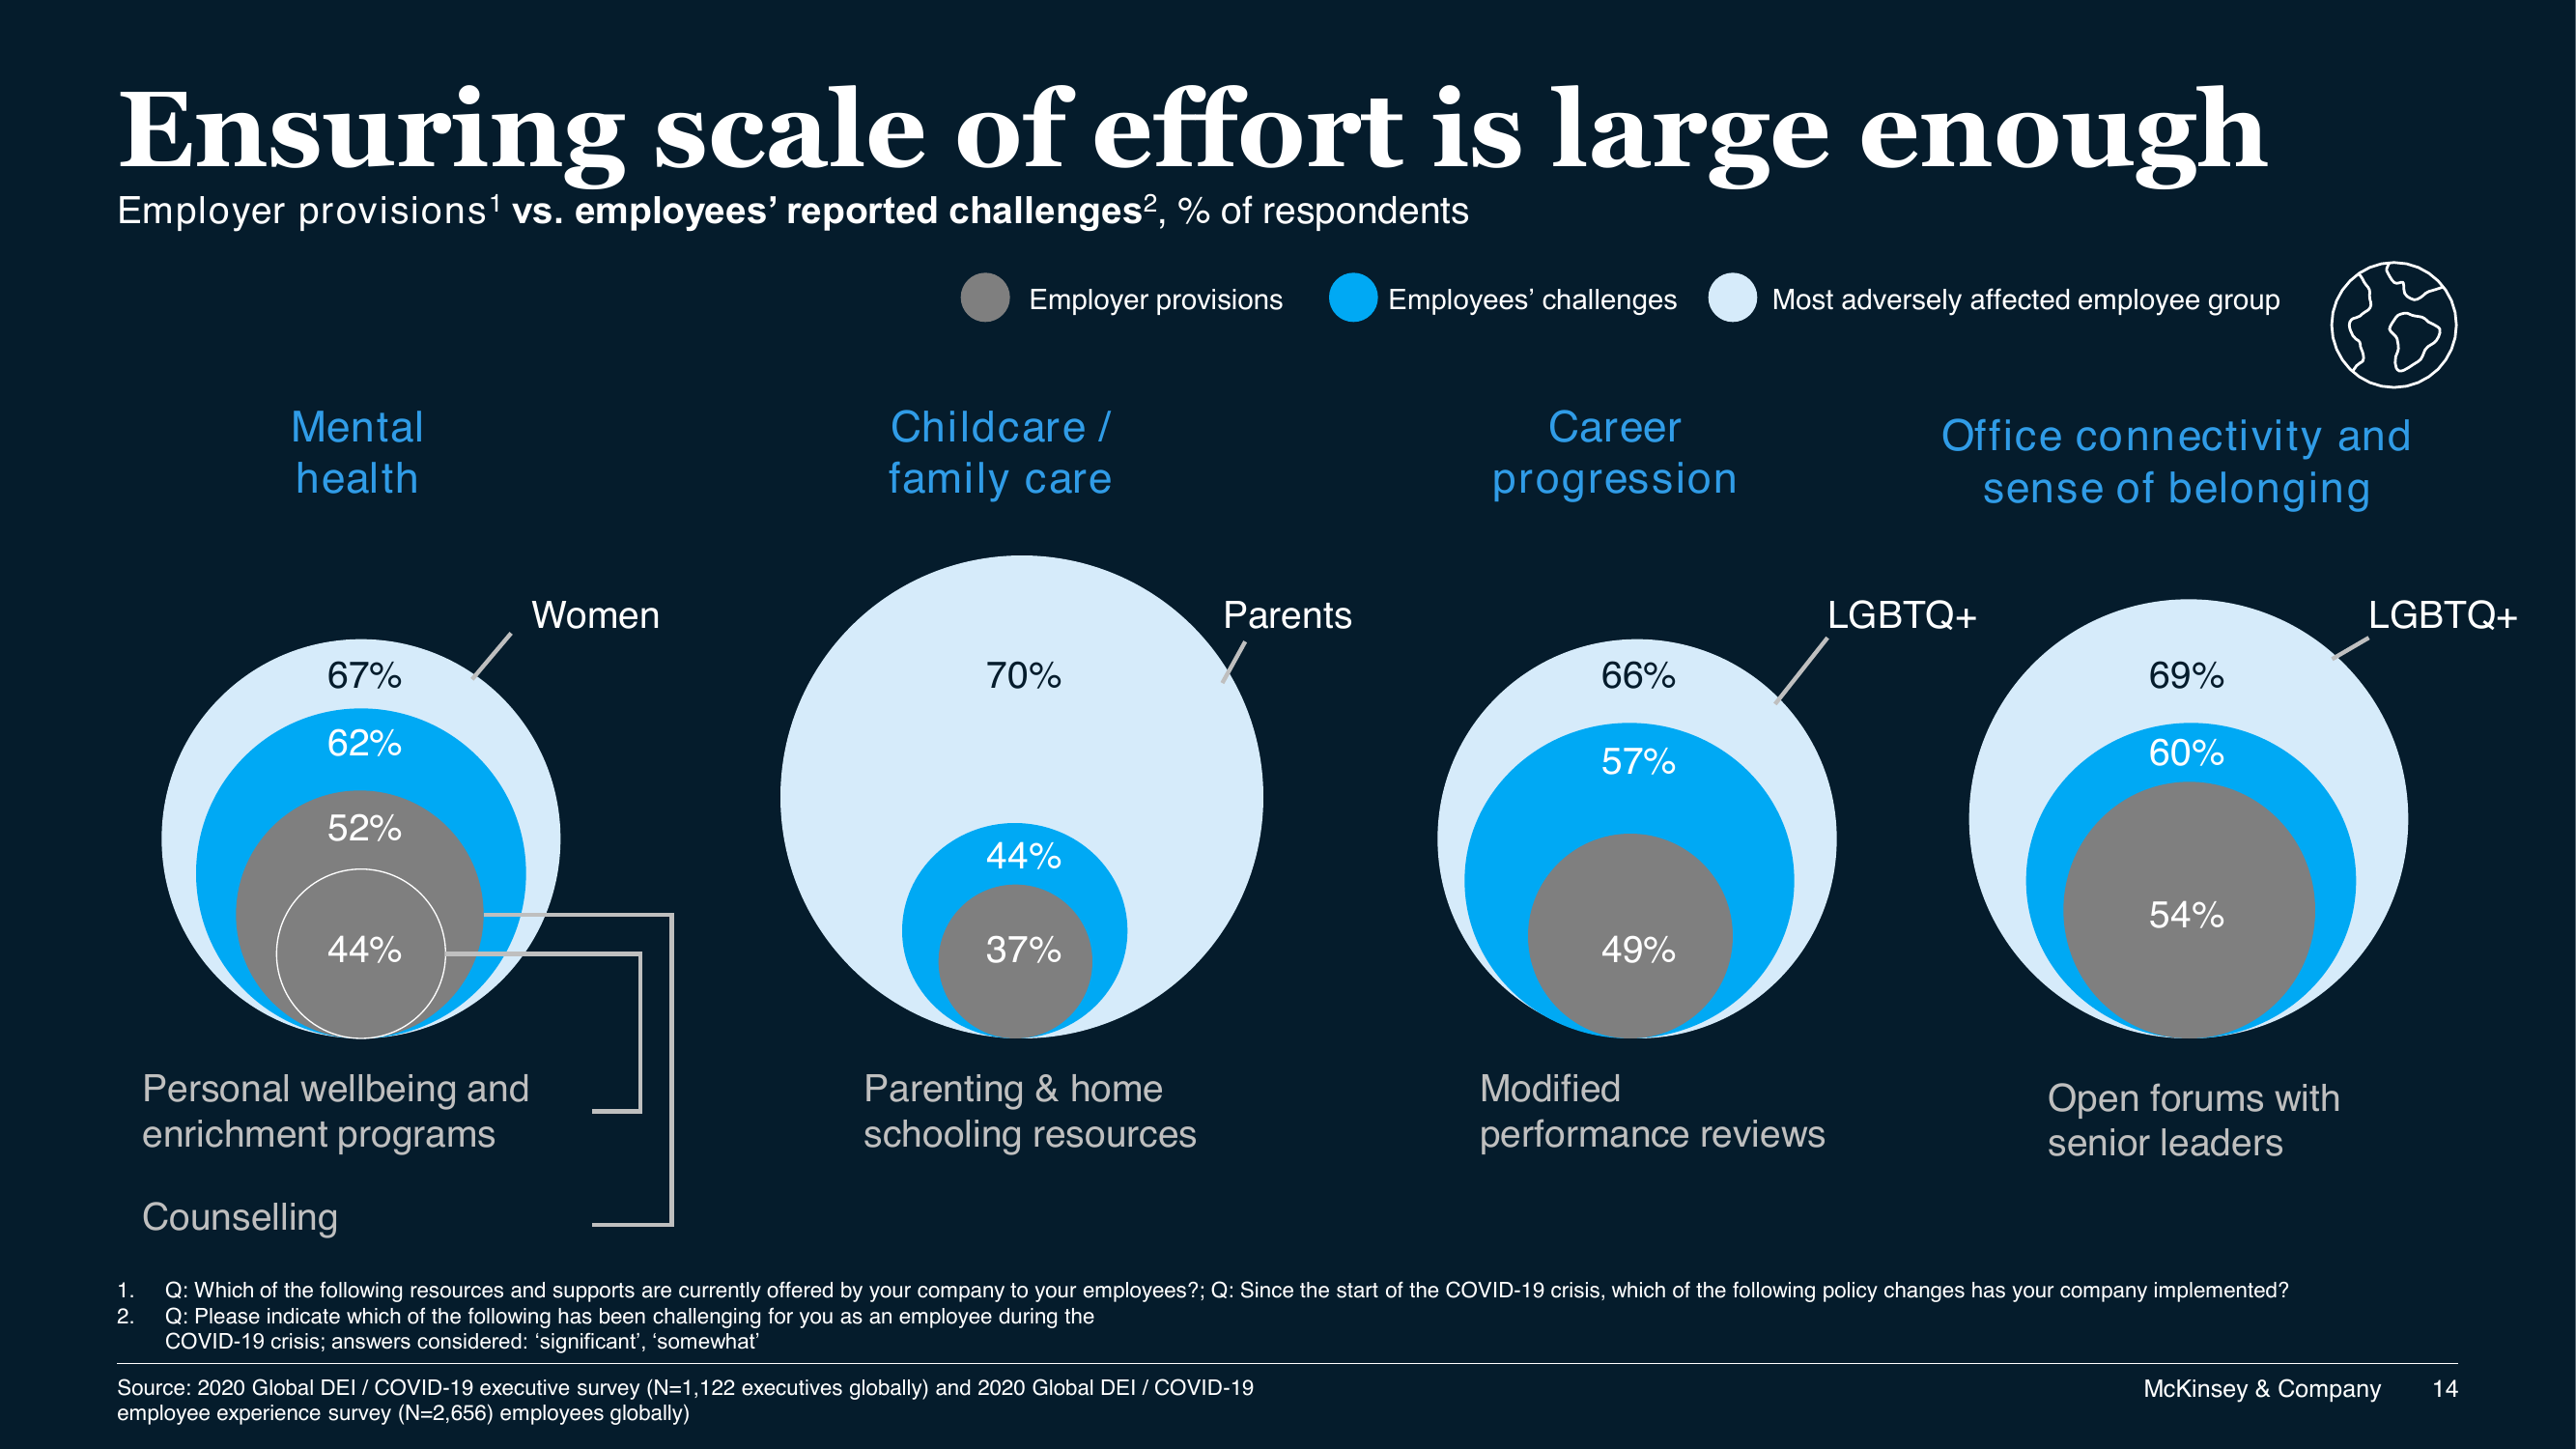 Ensuring scale of effort is large enough
Employer provisions1 vs. employees’ reported challenges2, % of respondents
Employer provisions
Employees’ challenges
Most adversely affected employee group
Mental
health
Women
67%
62%
52%
44%
Personal wellbeing and
enrichment programs
Counselling
Childcare /
family care
Parents
70%
44%
37%
Parenting & home
schooling resources
Career
progression
LGBTQ+
66%
57%
49%
Modified
performance reviews
Office connectivity and
sense of belonging
LGBTQ+
69%
60%
54%
Open forums with
senior leaders
1. Q: Which of the following resources and supports are currently offered by your company to your employees?; Q: Since the start of the COVID-19 crisis, which of the following policy changes has your company implemented?
2. Q: Please indicate which of the following has been challenging for you as an employee during the
COVID-19 crisis; answers considered: ‘significant’, ‘somewhat’
Source: 2020 Global DEI / COVID-19 executive survey (N=1,122 executives globally) and 2020 Global DEI / COVID-19
employee experience survey (N=2,656) employees globally)
McKinsey & Company 14